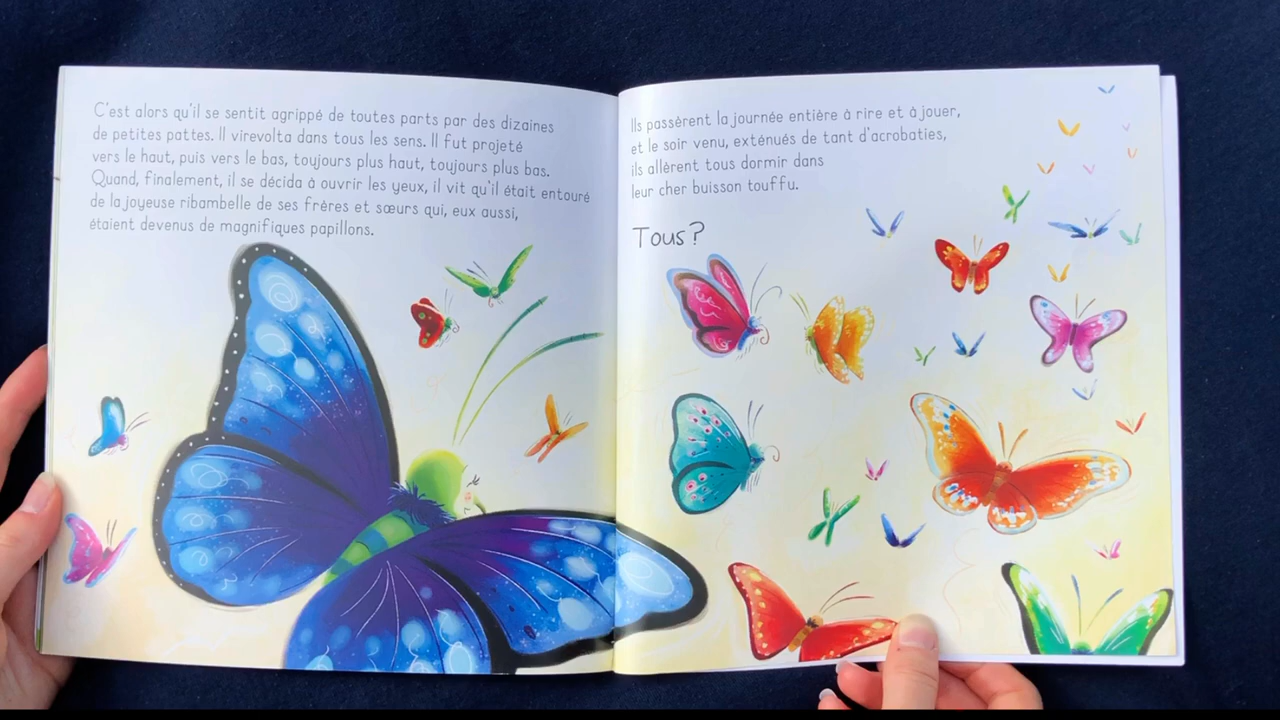 C'est alors qu'il se sentit agrippé de toutes parts par des dizaines
de petites pattes. Il virevolta dans tous les sens. Il fut projeté
vers le haut, puis vers le bas, toujours plus haut, toujours plus bas.
Quand, finalement, il se décida à ouvrir les yeux, il vit qu'il était entouré
de la joyeuse ribambelle de ses frères et sœurs qui, eux aussi,
étaient devenus de magnifiques papillons.
Ils passèrent la journée entière à rire et à jouer,
et le soir venu, exténués de tant d'acrobaties,
ils allèrent tous dormir dans
leur cher buisson touffu.
Tous?